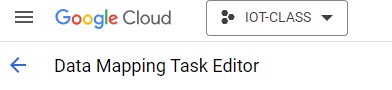 Google Cloud IOT-CLASS
Data Mapping Task Editor